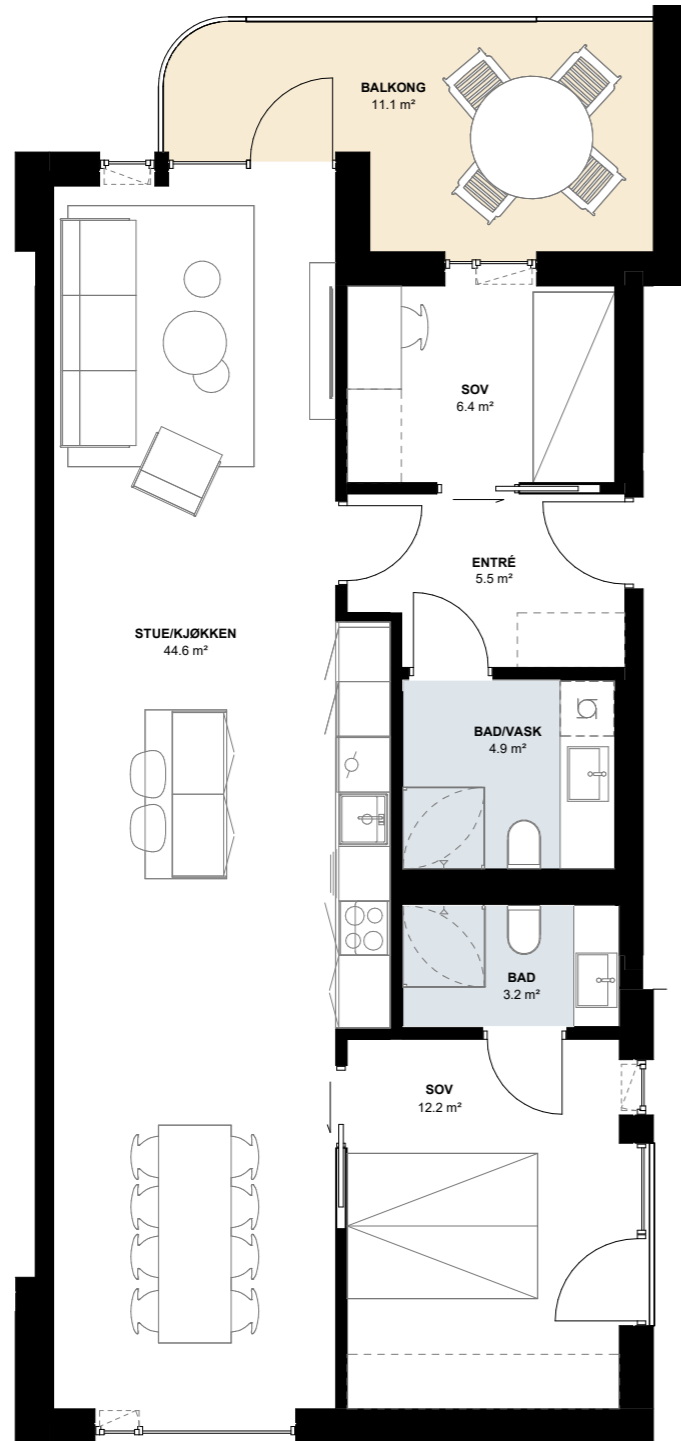 BALKONG
11.1 m²
SOV
6.4 m²
ENTRÉ
5.5 m²
STUE/KJØKKEN
44.6 m²
BAD/VASK
4.9 m²
BAD
3.2 m²
SOV
12.2 m²